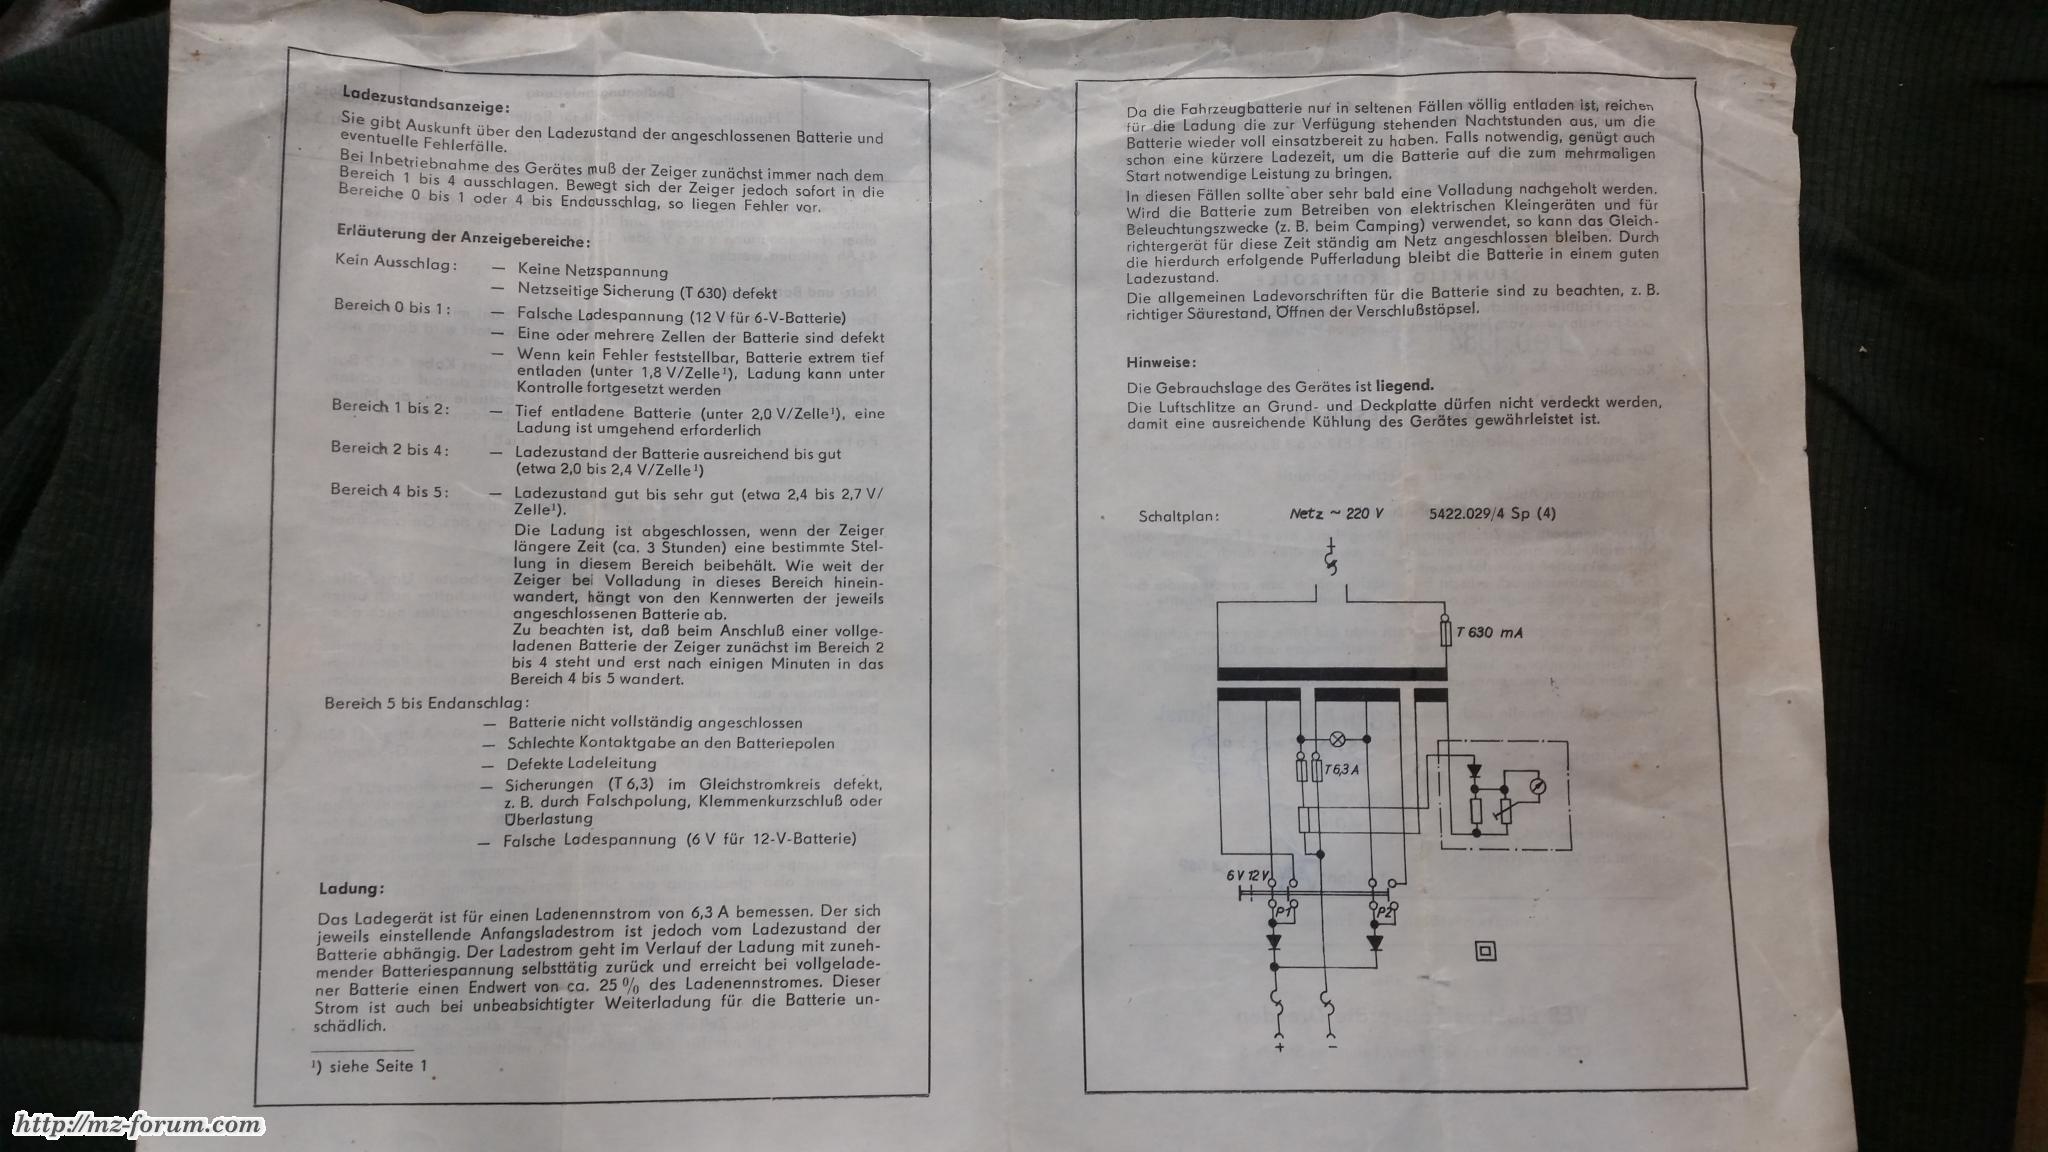 Ladezustandsanzeige:
Sie gibt Auskunft über den Ladezustand der angeschlossenen Batterie und
eventuelle Fehlerfälle.
Bei Inbetriebnahme des Gerätes muß der Zeiger zunächst immer nach dem
Bereich 1 bis 4 ausschlagen. Bewegt sich der Zeiger jedoch sofort in die
Bereiche 0 bis 1 oder 4 bis Endausschlag, so liegen Fehler vor.
Erläuterung der Anzeigebereiche:
Kein Ausschlag: — Keine Netzspannung
— Netzseitige Sicherung (T 630) defekt
Bereich 0 bis 1: — Falsche Ladespannung (12 V für 6-V-Batterie)
— Eine oder mehrere Zellen der Batterie sind defekt
— Wenn kein Fehler feststellbar, Batterie extrem tief
entladen (unter 1,8 V/Zelle¹), Ladung kann unter
Kontrolle fortgesetzt werden
Bereich 1 bis 2: — Tief entladene Batterie (unter 2,0 V/Zelle¹), eine
Ladung ist umgehend erforderlich
Bereich 2 bis 4: — Ladezustand der Batterie ausreichend bis gut
(etwa 2,0 bis 2,4 V/Zelle¹)
Bereich 4 bis 5: — Ladezustand gut bis sehr gut (etwa 2,4 bis 2,7 V/
Zelle¹).
Die Ladung ist abgeschlossen, wenn der Zeiger
längere Zeit (ca. 3 Stunden) eine bestimmte Stel-
lung in diesem Bereich beibehält. Wie weit der
Zeiger bei Volladung in dieses Bereich hinein-
wandert, hängt von den Kennwerten der jeweils
angeschlossenen Batterie ab.
Zu beachten ist, daß beim Anschluß einer vollge-
ladenen Batterie der Zeiger zunächst im Bereich 2
bis 4 steht und erst nach einigen Minuten in das
Bereich 4 bis 5 wandert.
Bereich 5 bis Endanschlag:
— Batterie nicht vollständig angeschlossen
— Schlechte Kontaktgabe an den Batteriepolen
— Defekte Ladeleitung
— Sicherungen (T 6,3) im Gleichstromkreis defekt,
z. B. durch Falschpolung, Klemmenkurzschluß oder
Überlastung
— Falsche Ladespannung (6 V für 12-V-Batterie)
Ladung:
Das Ladegerät ist für einen Ladenennstrom von 6,3 A bemessen. Der sich
jeweils einstellende Anfangsladestrom ist jedoch vom Ladezustand der
Batterie abhängig. Der Ladestrom geht im Verlauf der Ladung mit zuneh-
mender Batteriespannung selbsttätig zurück und erreicht bei vollgelade-
ner Batterie einen Endwert von ca. 25 % des Ladenennstromes. Dieser
Strom ist auch bei unbeabsichtigter Weiterladung für die Batterie un-
schädlich.
¹) siehe Seite 1
Da die Fahrzeugbatterie nur in seltenen Fällen völlig entladen ist, reichen
für die Ladung die zur Verfügung stehenden Nachtstunden aus, um die
Batterie wieder voll einsatzbereit zu haben. Falls notwendig, genügt auch
schon eine kürzere Ladezeit, um die Batterie auf die zum mehrmaligen
Start notwendige Leistung zu bringen.
In diesen Fällen sollte aber sehr bald eine Volladung nachgeholt werden.
Wird die Batterie zum Betreiben von elektrischen Kleingeräten und für
Beleuchtungszwecke (z. B. beim Camping) verwendet, so kann das Gleich-
richtergerät für diese Zeit ständig am Netz angeschlossen bleiben. Durch
die hierdurch erfolgende Pufferladung bleibt die Batterie in einem guten
Ladezustand.
Die allgemeinen Ladevorschriften für die Batterie sind zu beachten, z. B.
richtiger Säurestand, Öffnen der Verschlußstöpsel.
Hinweise:
Die Gebrauchslage des Gerätes ist liegend.
Die Luftschlitze an Grund- und Deckplatte dürfen nicht verdeckt werden,
damit eine ausreichende Kühlung des Gerätes gewährleistet ist.
Schaltplan: Netz ~ 220 V 5422.029/4 Sp (4)
T 630 mA
T 6,3 A
6 V 12 V
P1 P2
+ −
http://mz-forum.com